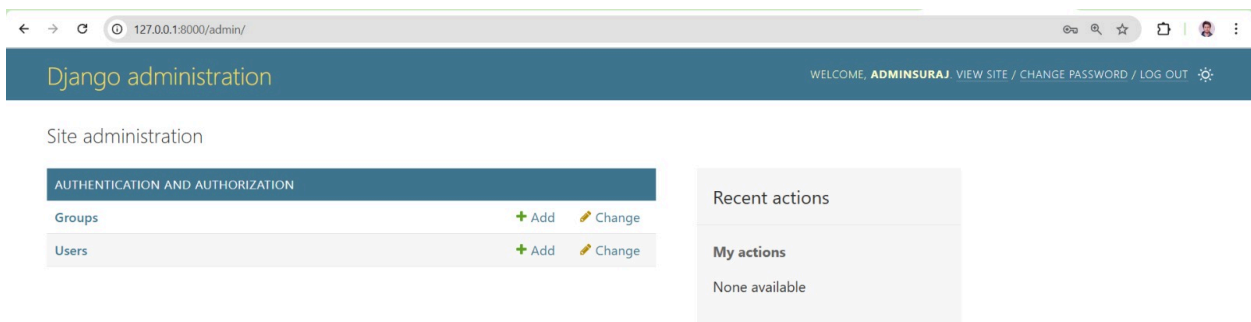 127.0.0.1:8000/admin/
Django administration
WELCOME, ADMINSURAJ. VIEW SITE / CHANGE PASSWORD / LOG OUT
Site administration
AUTHENTICATION AND AUTHORIZATION
Groups + Add Change
Users + Add Change
Recent actions
My actions
None available